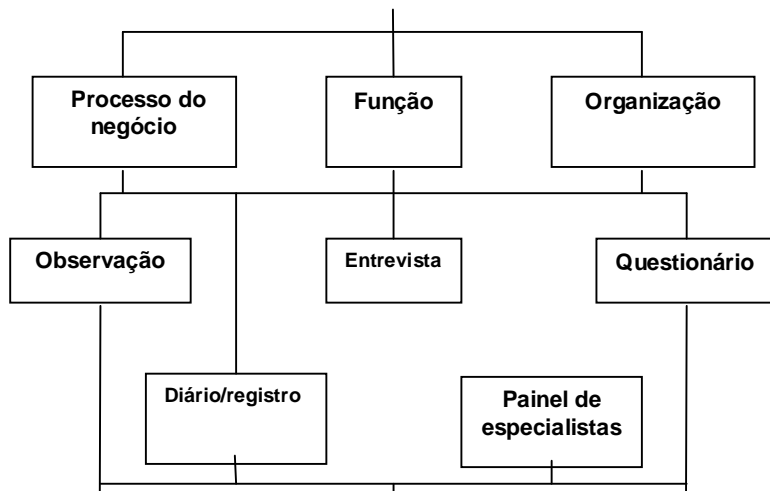 Processo do
negócio
Função
Organização
Observação
Entrevista
Questionário
Diário/registro
Painel de
especialistas